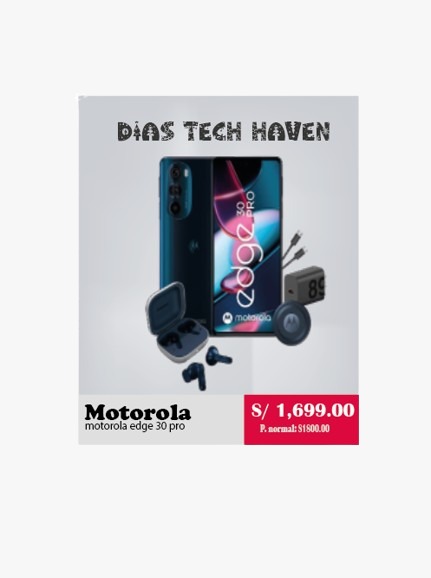 DIAS TECH HAVEN
edge 30 PRO
motorola
Motorola
motorola edge 30 pro
S/ 1,699.00
P. normal: S1800.00